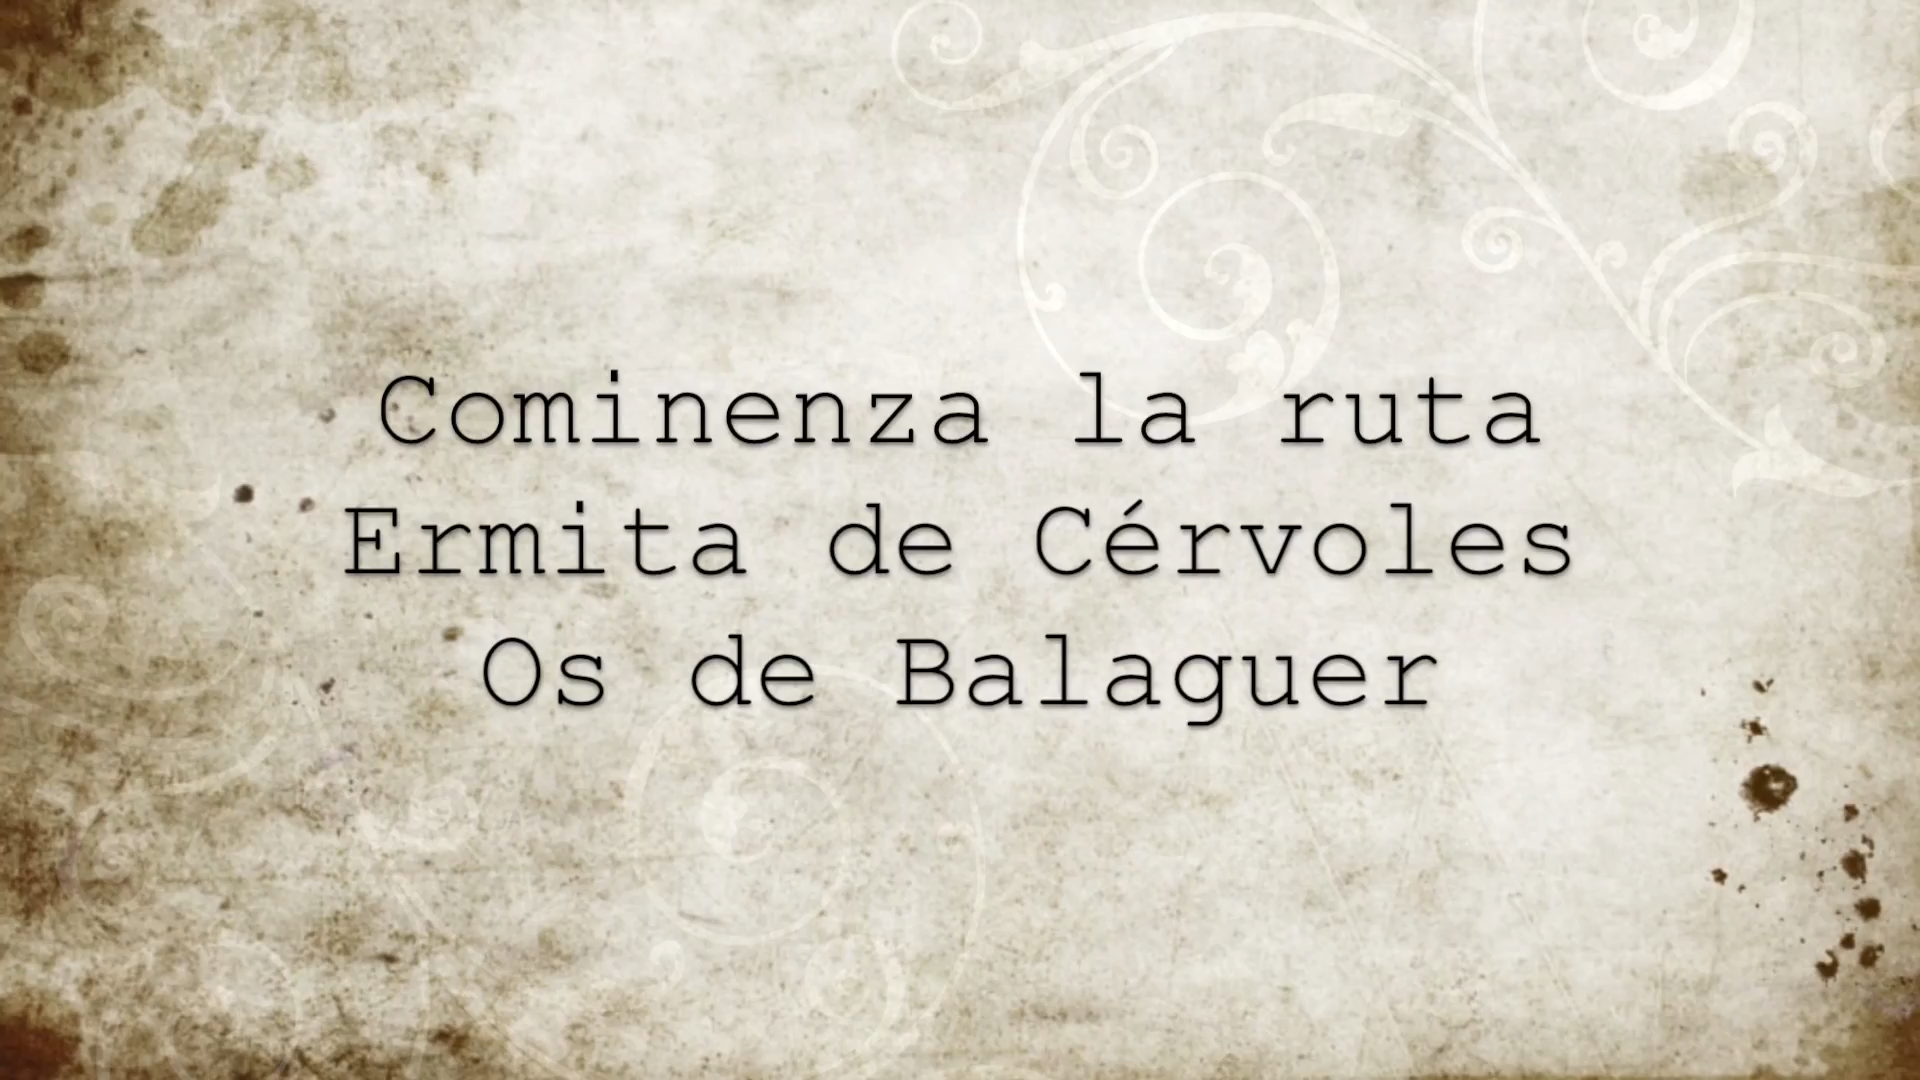 Cominenza la ruta
Ermita de Cérvoles
Os de Balaguer